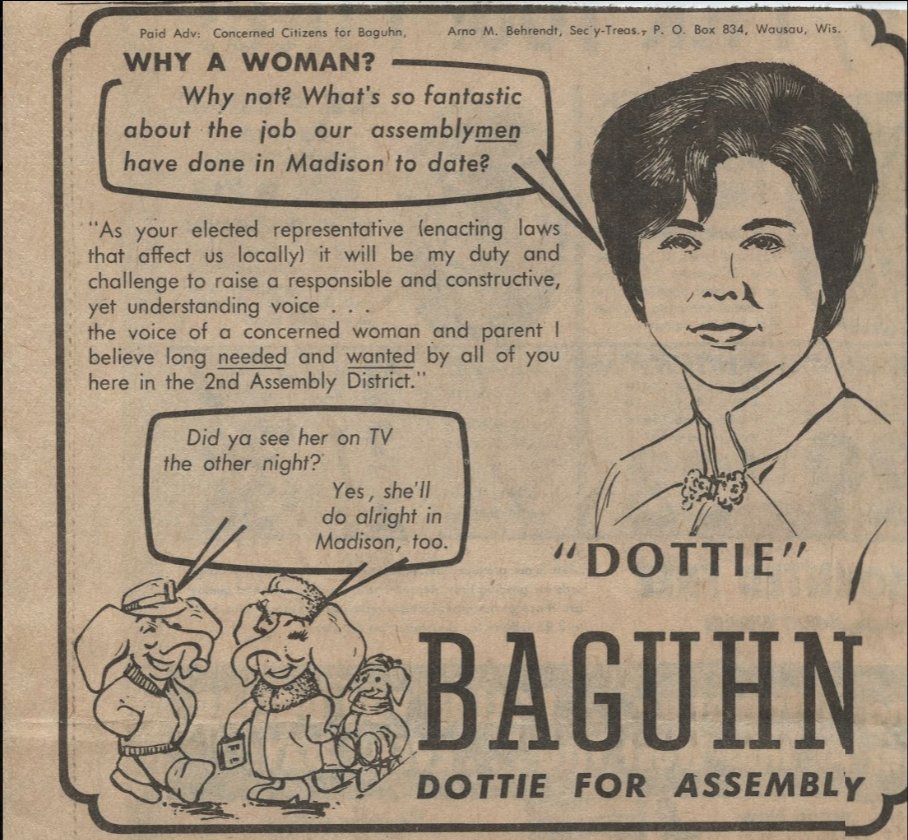 Paid Adv: Concerned Citizens for Baguhn, Arno M. Behrendt, Sec'y-Treas., P. O. Box 834, Wausau, Wis.
WHY A WOMAN?
Why not? What's so fantastic
about the job our assemblymen
have done in Madison to date?
"As your elected representative (enacting laws
that affect us locally) it will be my duty and
challenge to raise a responsible and constructive,
yet understanding voice . . .
the voice of a concerned woman and parent I
believe long needed and wanted by all of you
here in the 2nd Assembly District."
Did ya see her on TV
the other night?
Yes, she'll
do alright in
Madison, too.
"DOTTIE"
BAGUHN
DOTTIE FOR ASSEMBLY